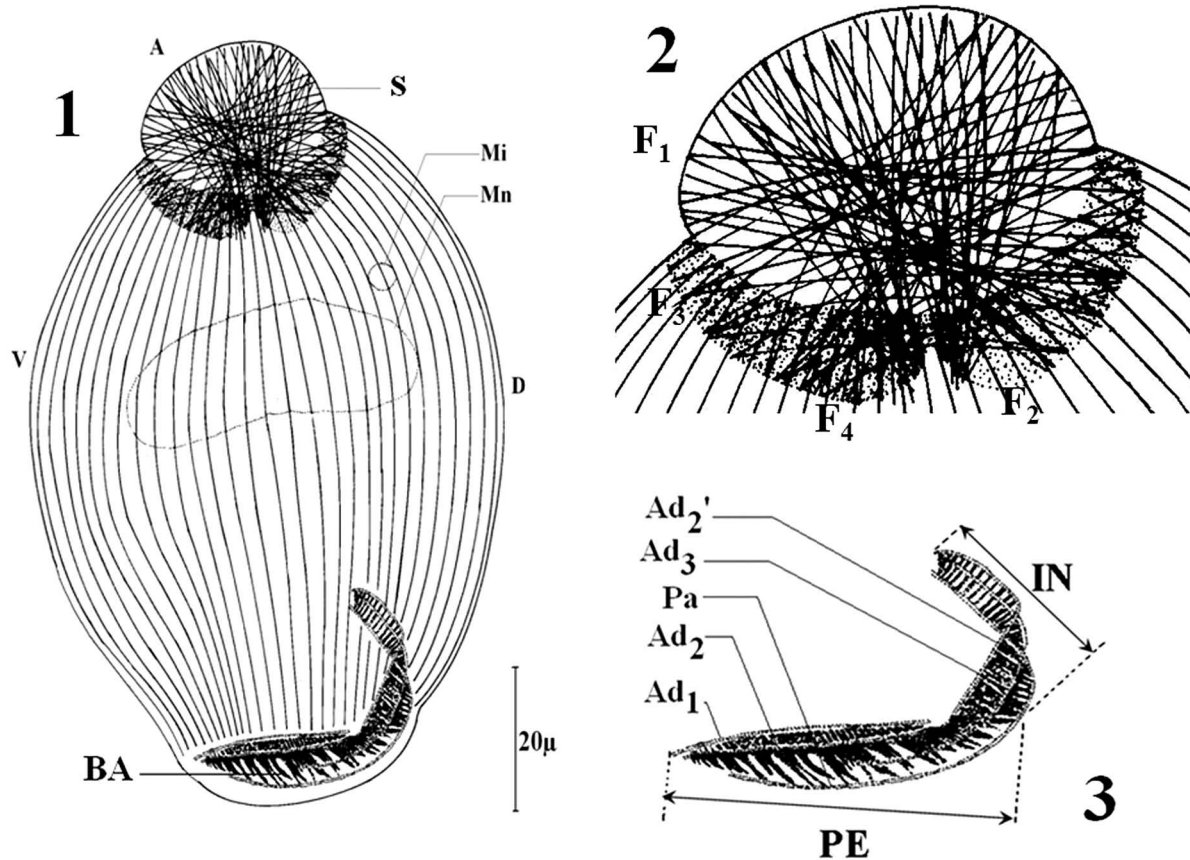 1
A
S
Mi
Mn
V
D
BA
20μ
2
F₁
F₃
F₄
F₂
3
Ad₂'
Ad₃
Pa
Ad₂
Ad₁
IN
PE